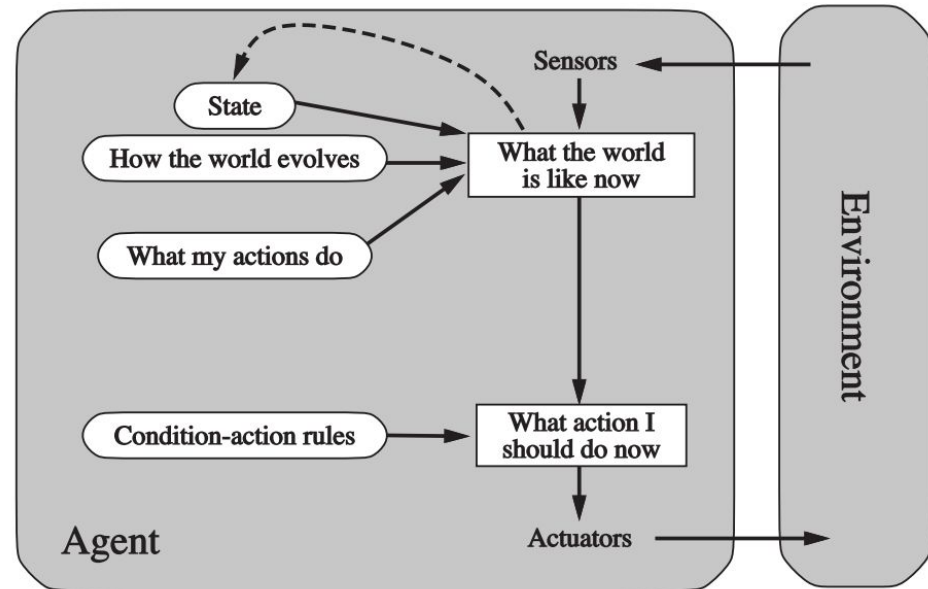 Sensors
State
How the world evolves
What the world
is like now
What my actions do
Environment
Condition-action rules
What action I
should do now
Agent
Actuators